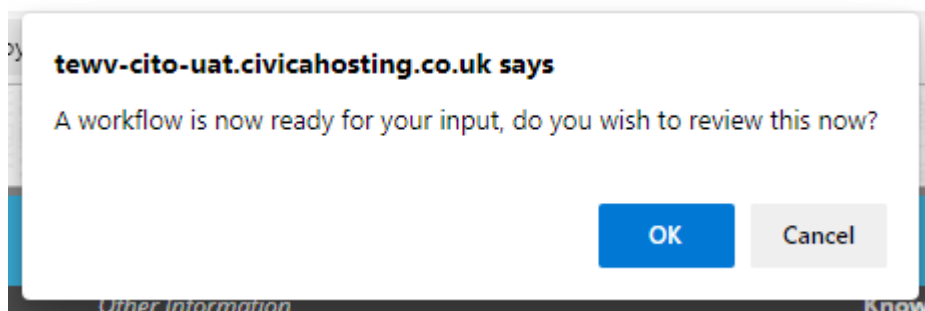 tewv-cito-uat.civicahosting.co.uk says
A workflow is now ready for your input, do you wish to review this now?
OK Cancel
Other Information